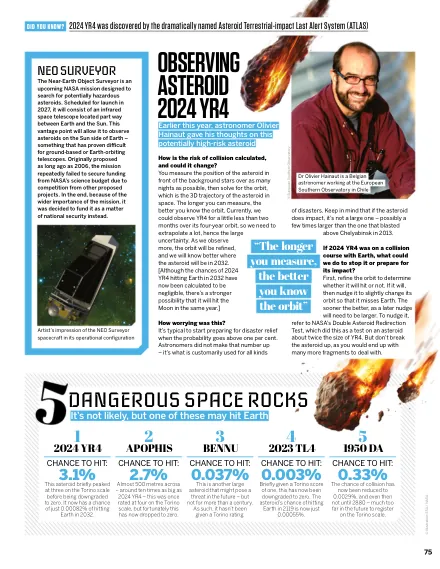 DID YOU KNOW? 2024 YR4 was discovered by the dramatically named Asteroid Terrestrial-impact Last Alert System (ATLAS)
NEO SURVEYOR
The Near-Earth Object Surveyor is an
upcoming NASA mission designed to
search for potentially hazardous
asteroids. Scheduled for launch in
2027, it will consist of an infrared
space telescope located part way
between Earth and the Sun. This
vantage point will allow it to observe
asteroids on the Sun side of Earth –
something that has proven difficult
for ground-based or Earth-orbiting
telescopes. Originally proposed
as long ago as 2006, the mission
repeatedly failed to secure funding
from NASA's science budget due to
competition from other proposed
projects. In the end, because of the
wider importance of the mission, it
was decided to fund it as a matter
of national security instead.
Artist's impression of the NEO Surveyor
spacecraft in its operational configuration
OBSERVING
ASTEROID
2024 YR4
Earlier this year, astronomer Olivier
Hainaut gave his thoughts on this
potentially high-risk asteroid
How is the risk of collision calculated,
and could it change?
You measure the position of the asteroid in
front of the background stars over as many
nights as possible, then solve for the orbit,
which is the 3D trajectory of the asteroid in
space. The longer you can measure, the
better you know the orbit. Currently, we
could observe YR4 for a little less than two
months over its four-year orbit, so we need to
extrapolate a lot, hence the large
uncertainty. As we observe
more, the orbit will be refined,
and we will know better where
the asteroid will be in 2032.
[Although the chances of 2024
YR4 hitting Earth in 2032 have
now been calculated to be
negligible, there's a stronger
possibility that it will hit the
Moon in the same year.]
How worrying was this?
It's typical to start preparing for disaster relief
when the probability goes above one per cent.
Astronomers did not make that number up
– it's what is customarily used for all kinds
Dr Olivier Hainaut is a Belgian
astronomer working at the European
Southern Observatory in Chile
of disasters. Keep in mind that if the asteroid
does impact, it's not a large one – possibly a
few times larger than the one that blasted
above Chelyabinsk in 2013.
"The longer
you measure,
the better
you know
the orbit"
If 2024 YR4 was on a collision
course with Earth, what could
we do to stop it or prepare for
its impact?
First, refine the orbit to determine
whether it will hit or not. If it will,
then nudge it to slightly change its
orbit so that it misses Earth. The
sooner the better, as a later nudge
will need to be larger. To nudge it,
refer to NASA's Double Asteroid Redirection
Test, which did this as a test on an asteroid
about twice the size of YR4. But don't break
the asteroid up, as you would end up with
many more fragments to deal with.
5 DANGEROUS SPACE ROCKS
It's not likely, but one of these may hit Earth
1
2024 YR4
CHANCE TO HIT:
3.1%
This asteroid briefly peaked
at three on the Torino scale
before being downgraded
to zero. It now has a chance
of just 0.00082% of hitting
Earth in 2032.
2
APOPHIS
CHANCE TO HIT:
2.7%
Almost 900 metres across
– around ten times as big as
2024 YR4 – this was once
rated at four on the Torino
scale, but fortunately this
has now dropped to zero.
3
BENNU
CHANCE TO HIT:
0.037%
This is another large
asteroid that might pose a
threat in the future – but
not for more than a century.
As such, it hasn't been
given a Torino rating.
4
2023 TL4
CHANCE TO HIT:
0.003%
Briefly given a Torino score
of one, this has now been
downgraded to zero. The
asteroid's chance of hitting
Earth in 2119 is now just
0.00055%.
5
1950 DA
CHANCE TO HIT:
0.33%
The chance of collision has
now been reduced to
0.0029%, and even then
not until 2880 – much too
far in the future to register
on the Torino scale.
75